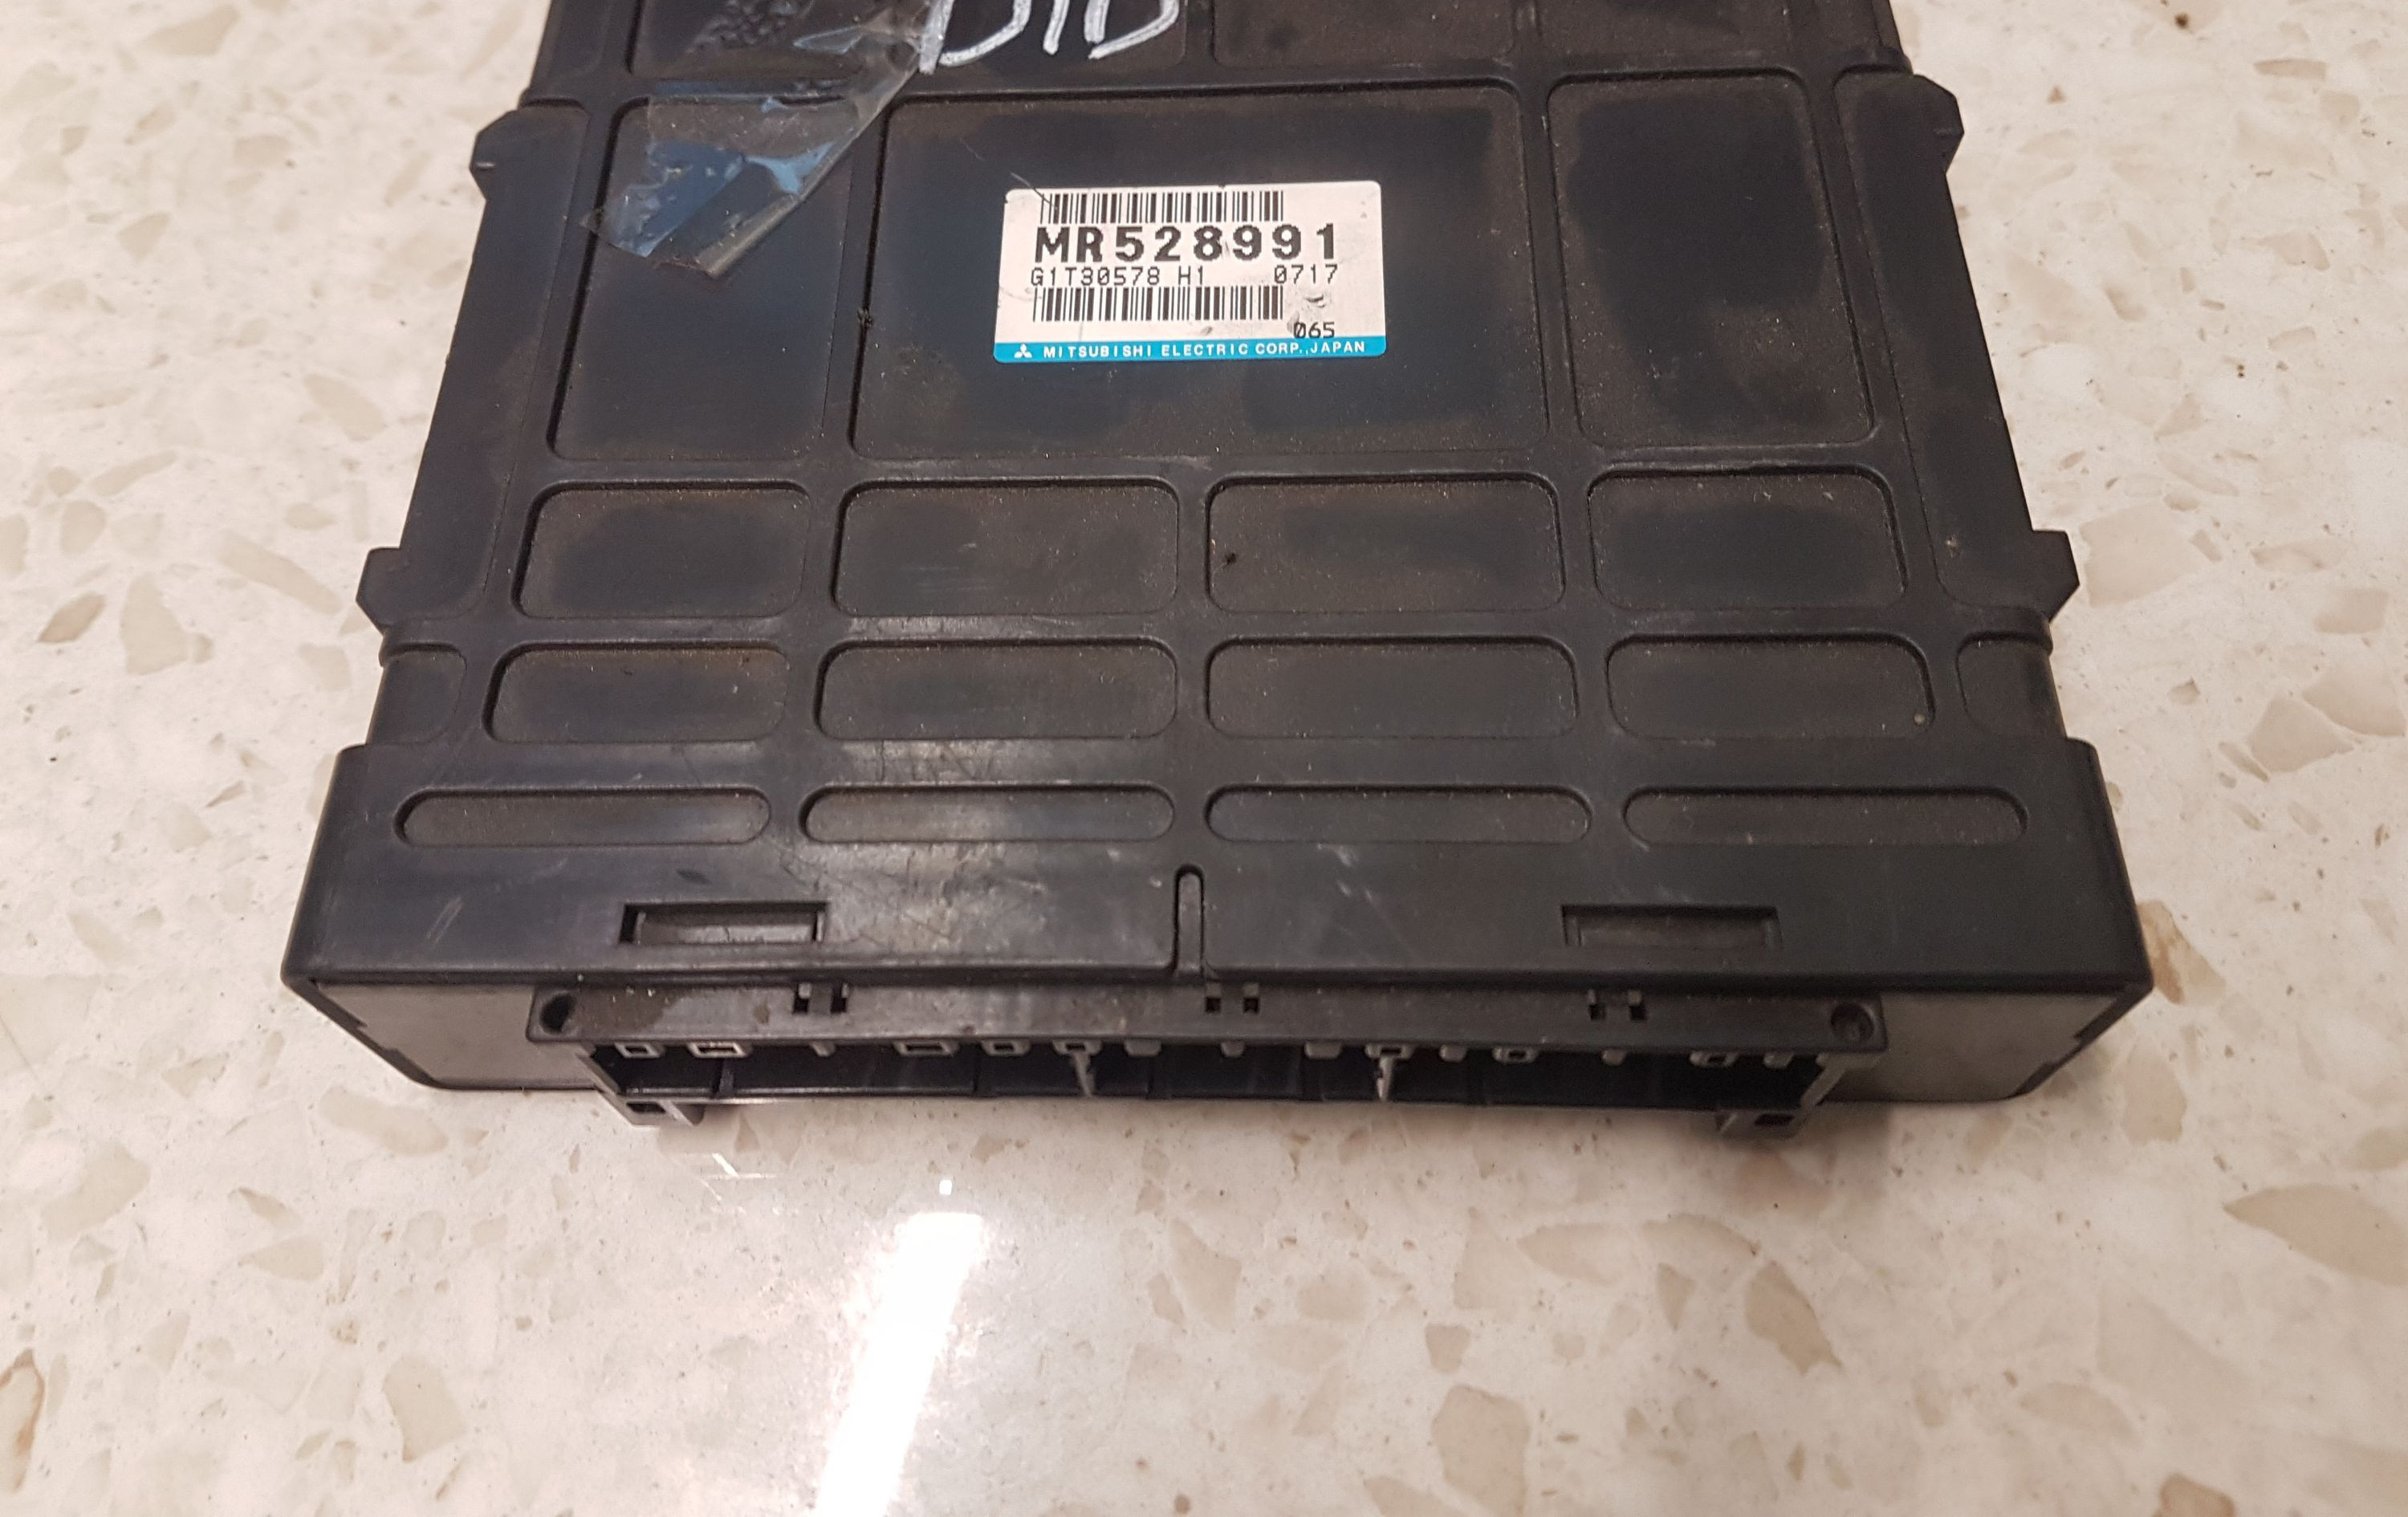 DID
MR528991
G1T30578 H1 0717
065
MITSUBISHI ELECTRIC CORP.,JAPAN